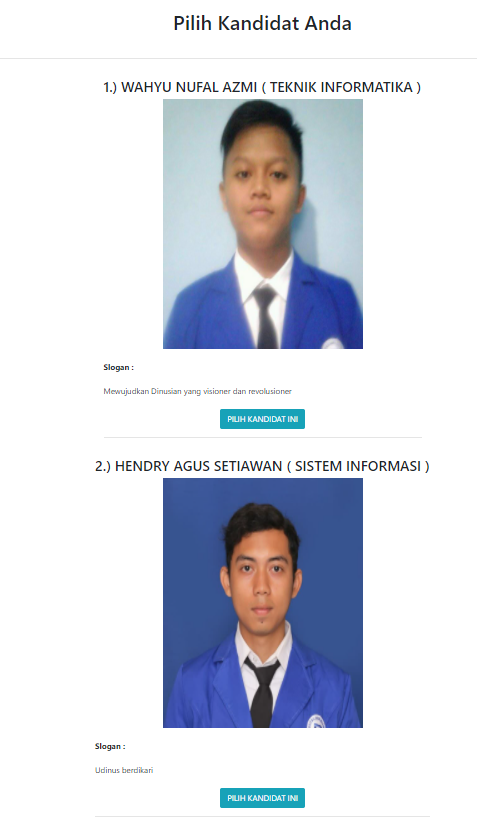 Pilih Kandidat Anda
1.) WAHYU NUFAL AZMI ( TEKNIK INFORMATIKA )
Slogan :
Mewujudkan Dinusian yang visioner dan revolusioner
PILIH KANDIDAT INI
2.) HENDRY AGUS SETIAWAN ( SISTEM INFORMASI )
Slogan :
Udinus berdikari
PILIH KANDIDAT INI